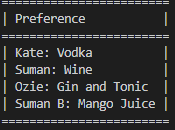 =======================
| Preference          |
=======================
| Kate: Vodka         |
| Suman: Wine         |
| Ozie: Gin and Tonic |
| Suman B: Mango Juice |
=======================